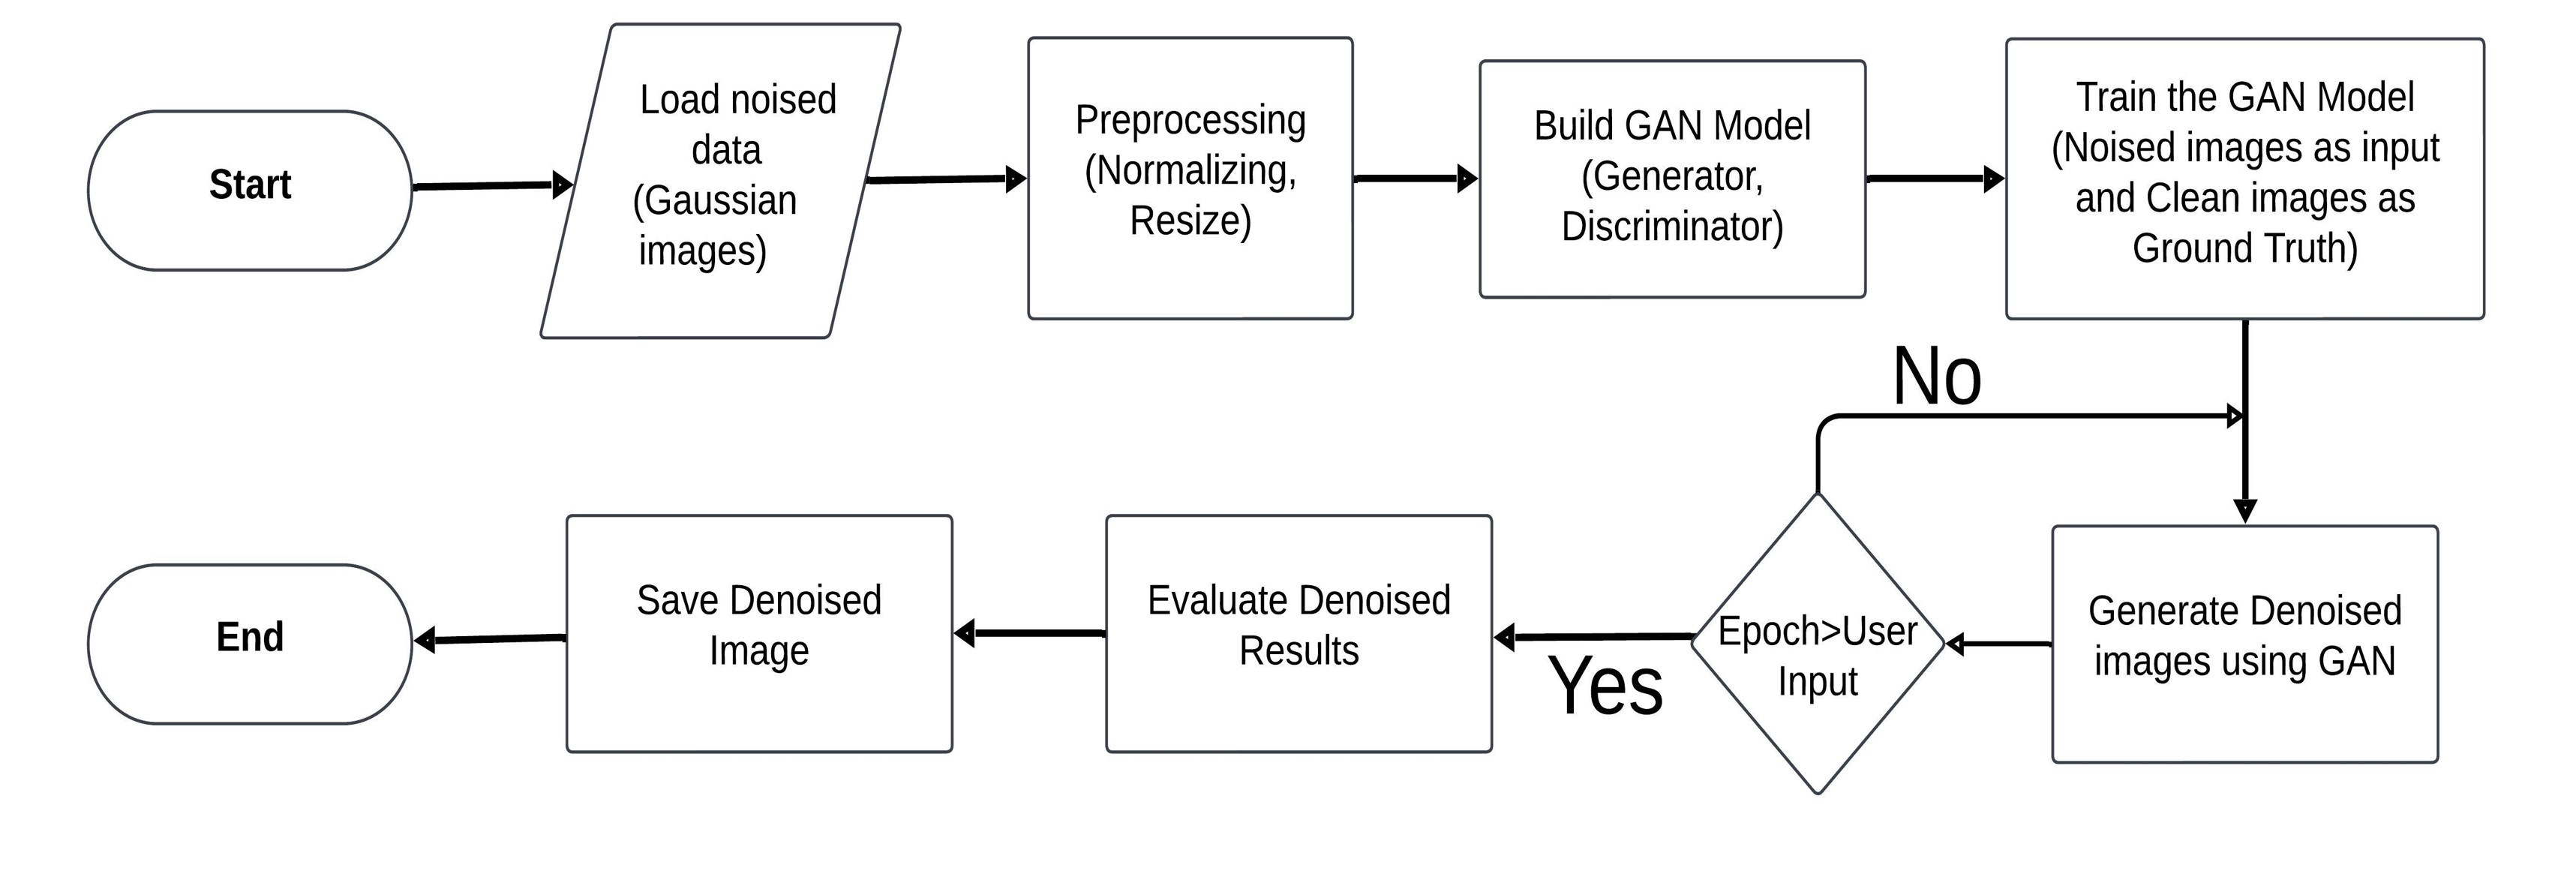 Start
Load noised
data
(Gaussian
images)
Preprocessing
(Normalizing,
Resize)
Build GAN Model
(Generator,
Discriminator)
Train the GAN Model
(Noised images as input
and Clean images as
Ground Truth)
No
Generate Denoised
images using GAN
Epoch>User
Input
Yes
Evaluate Denoised
Results
Save Denoised
Image
End